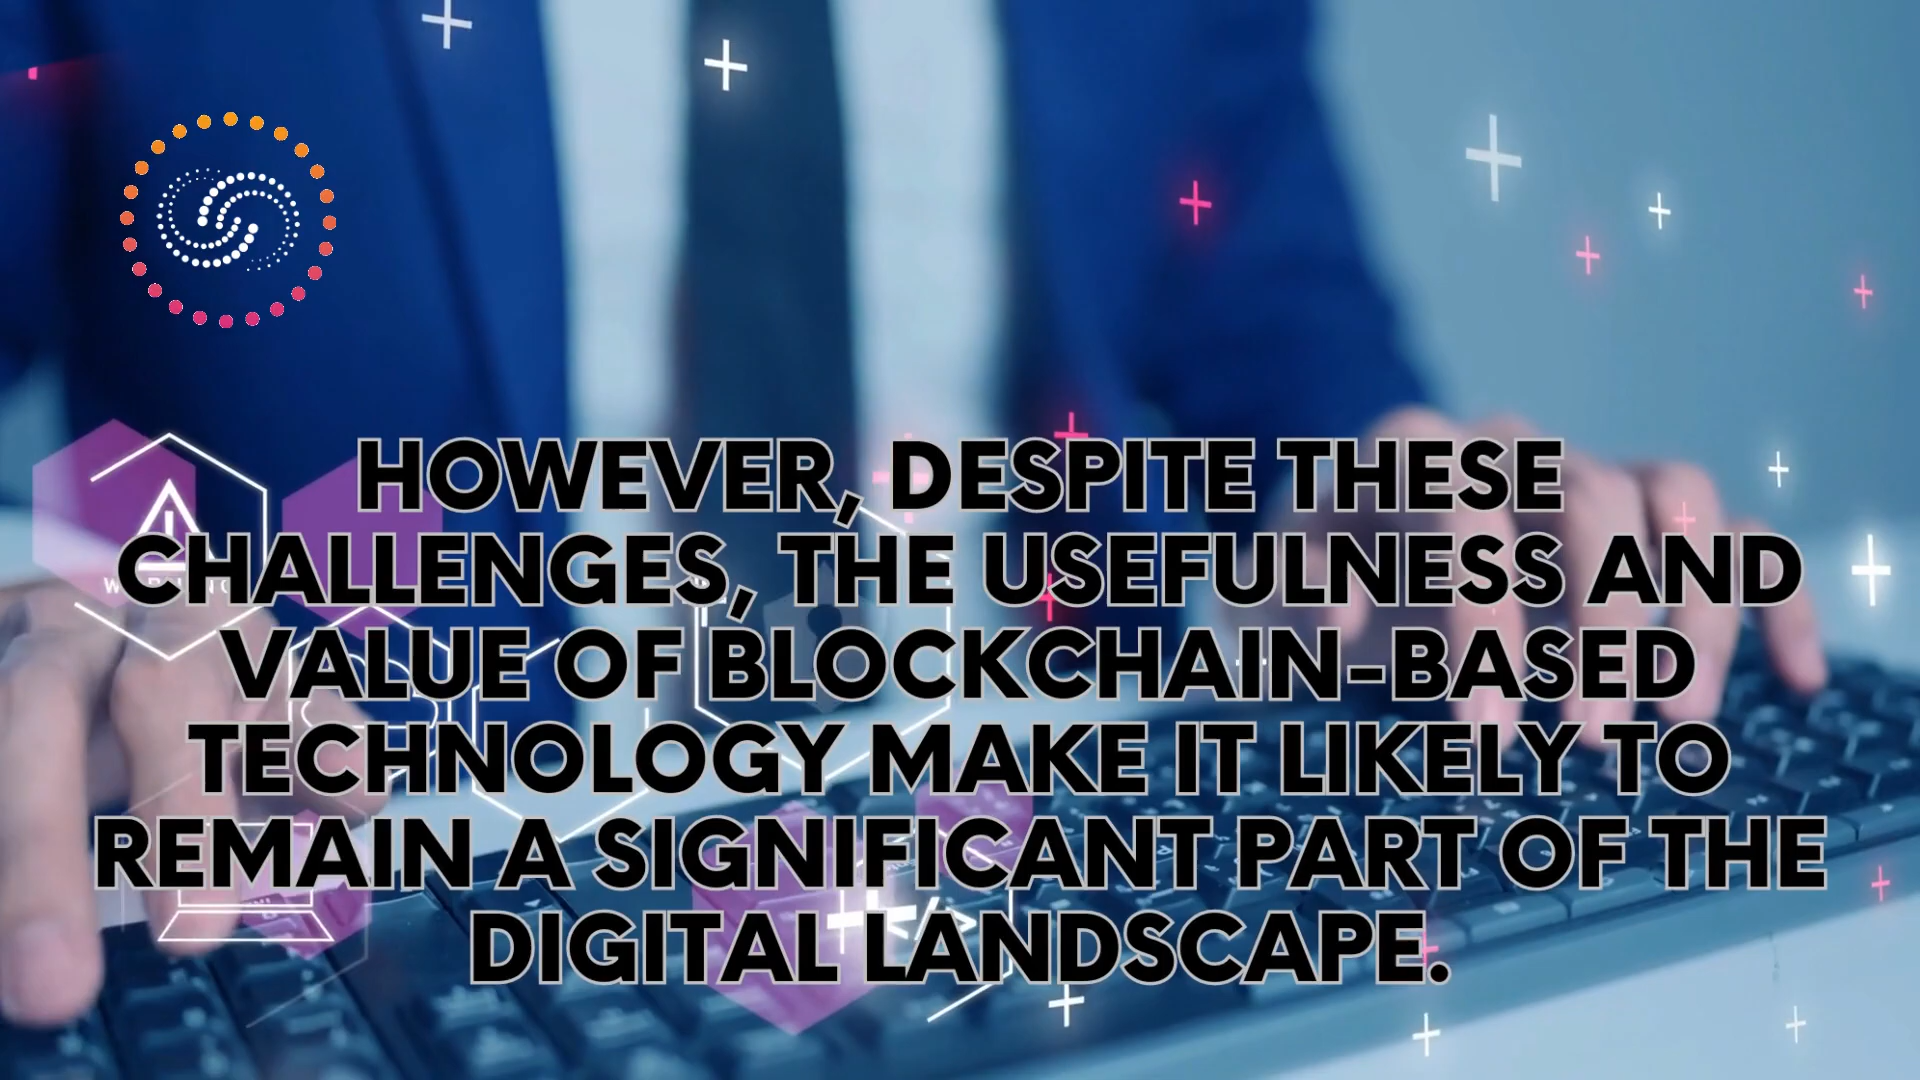 HOWEVER, DESPITE THESE
CHALLENGES, THE USEFULNESS AND
VALUE OF BLOCKCHAIN-BASED
TECHNOLOGY MAKE IT LIKELY TO
REMAIN A SIGNIFICANT PART OF THE
DIGITAL LANDSCAPE.